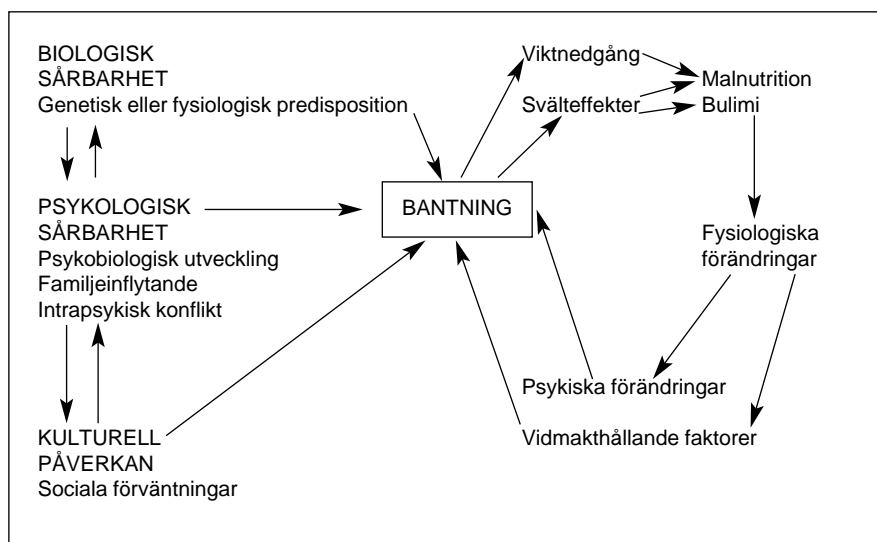 BIOLOGISK
SÅRBARHET
Genetisk eller fysiologisk predisposition
PSYKOLOGISK
SÅRBARHET
Psykobiologisk utveckling
Familjeinflytande
Intrapsykisk konflikt
KULTURELL
PÅVERKAN
Sociala förväntningar
BANTNING
Viktnedgång
Svälteffekter
Malnutrition
Bulimi
Fysiologiska
förändringar
Psykiska förändringar
Vidmakthållande faktorer